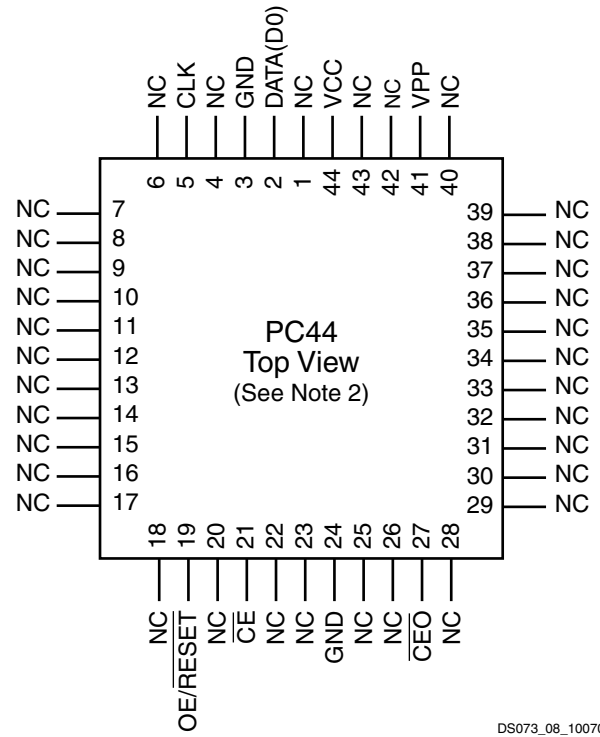 NC CLK NC GND DATA(D0) NC VCC NC NC VPP NC
6 5 4 3 2 1 44 43 42 41 40
NC 7 39 NC
NC 8 38 NC
NC 9 37 NC
NC 10 36 NC
NC 11 35 NC
NC 12 34 NC
NC 13 33 NC
NC 14 32 NC
NC 15 31 NC
NC 16 30 NC
NC 17 29 NC
PC44
Top View
(See Note 2)
18 19 20 21 22 23 24 25 26 27 28
NC OE/RESET NC CE NC NC GND NC NC CEO NC
DS073_08_10070